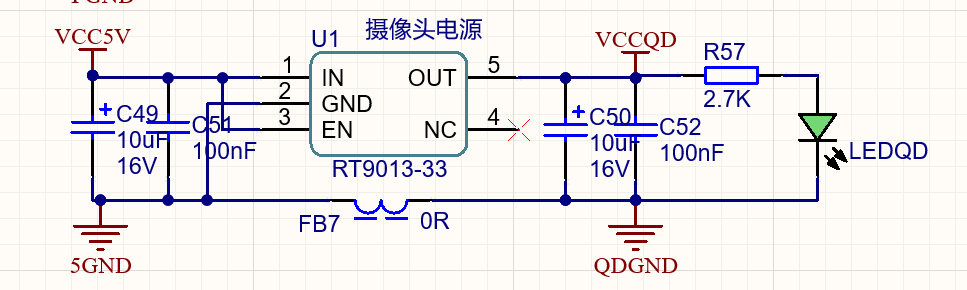 VCC5V
U1
摄像头电源
VCCQD
R57
1
IN
OUT
5
2
GND
2.7K
3
EN
NC
4
C49
10uF
16V
C51
100nF
C50
10uF
16V
C52
100nF
LEDQD
RT9013-33
FB7
0R
5GND
QDGND